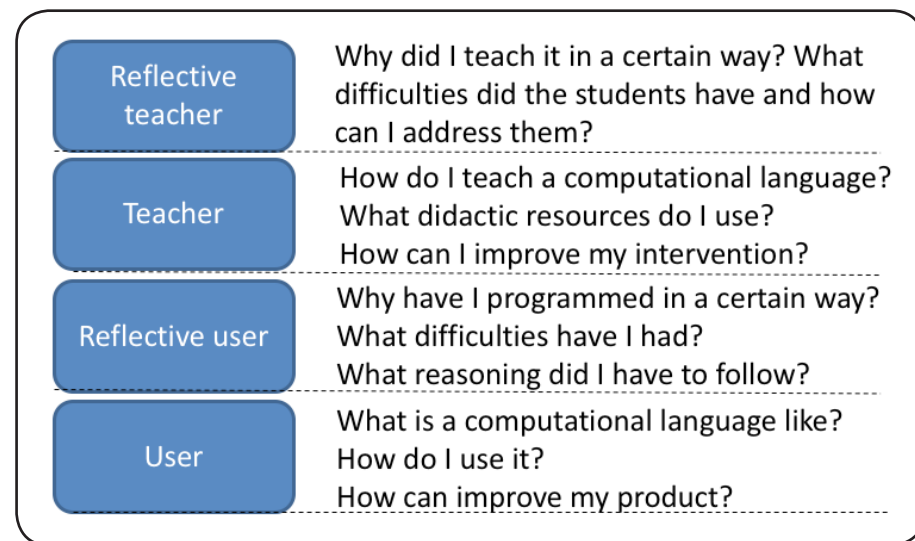 Reflective
teacher
Why did I teach it in a certain way? What
difficulties did the students have and how
can I address them?
Teacher
How do I teach a computational language?
What didactic resources do I use?
How can I improve my intervention?
Reflective user
Why have I programmed in a certain way?
What difficulties have I had?
What reasoning did I have to follow?
User
What is a computational language like?
How do I use it?
How can improve my product?